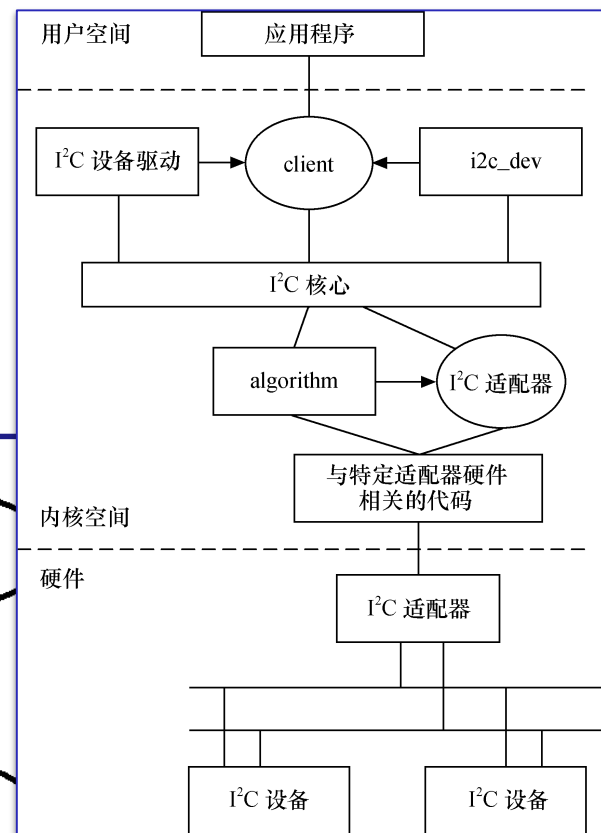 用户空间
应用程序
I²C 设备驱动
client
i2c_dev
I²C 核心
algorithm
I²C 适配器
与特定适配器硬件
相关的代码
内核空间
硬件
I²C 适配器
I²C 设备
I²C 设备